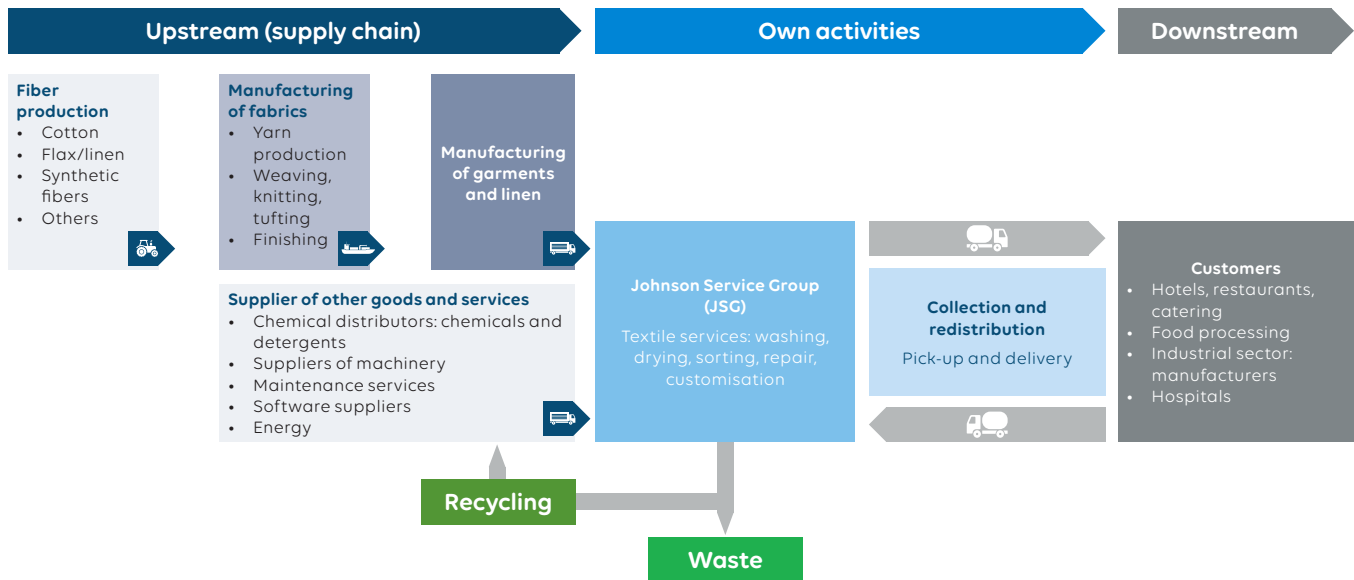 Upstream (supply chain)
Own activities
Downstream
Fiber
production
• Cotton
• Flax/linen
• Synthetic
fibers
• Others
Manufacturing
of fabrics
• Yarn
production
• Weaving,
knitting,
tufting
• Finishing
Manufacturing
of garments
and linen
Supplier of other goods and services
• Chemical distributors: chemicals and
detergents
• Suppliers of machinery
• Maintenance services
• Software suppliers
• Energy
Johnson Service Group
(JSG)
Textile services: washing,
drying, sorting, repair,
customisation
Collection and
redistribution
Pick-up and delivery
Customers
• Hotels, restaurants,
catering
• Food processing
• Industrial sector:
manufacturers
• Hospitals
Recycling
Waste